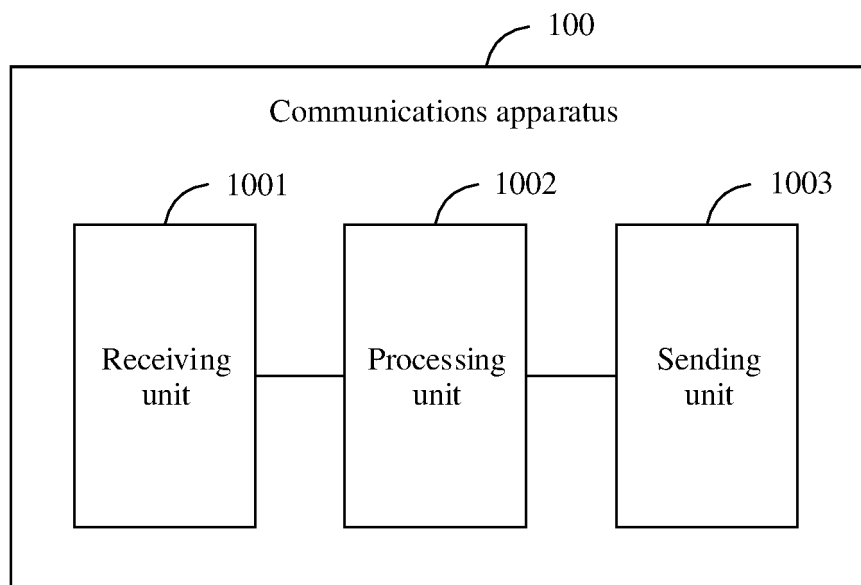 100
Communications apparatus
1001
1002
1003
Receiving
unit
Processing
unit
Sending
unit